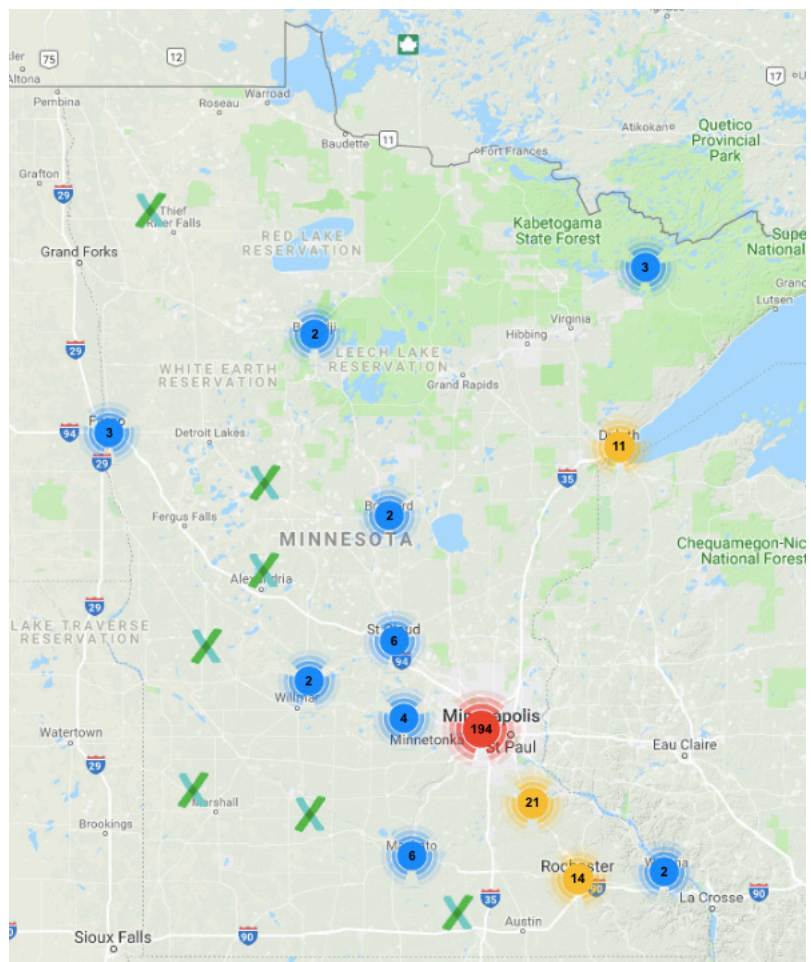 75
12
17
Altona
Pembina
Roseau
Warroad
Baudette
11
Fort Frances
Atikokan
Quetico
Provincial
Park
Grafton
29
Thief
River Falls
Kabetogama
State Forest
RED LAKE
RESERVATION
Grand Forks
3
Lutsen
Virginia
Hibbing
2
29
LEECH LAKE
RESERVATION
WHITE EARTH
RESERVATION
Grand Rapids
94
3
29
Detroit Lakes
11
35
2
Fergus Falls
MINNESOTA
Chequamegon-Nic
National Forest
Alexandria
29
LAKE TRAVERSE
RESERVATION
6
94
2
4
Minnetonka
194
St Paul
Watertown
Eau Claire
29
Marshall
21
Brookings
6
Rochester
14
90
2
La Crosse
90
35
Austin
90
Sioux Falls